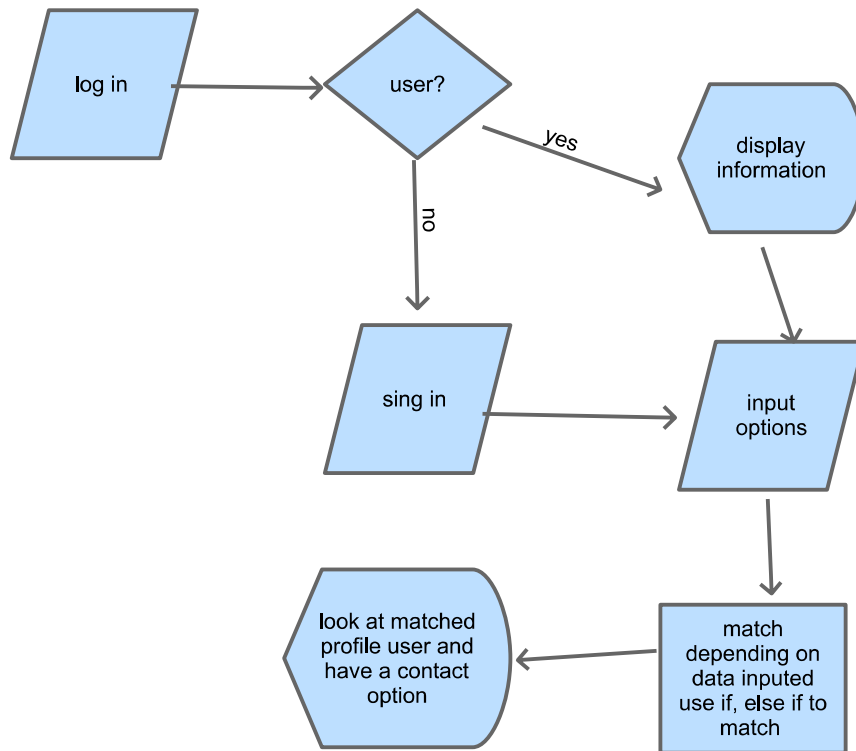 log in
user?
yes
display
information
no
sing in
input
options
look at matched
profile user and
have a contact
option
match
depending on
data inputed
use if, else if to
match